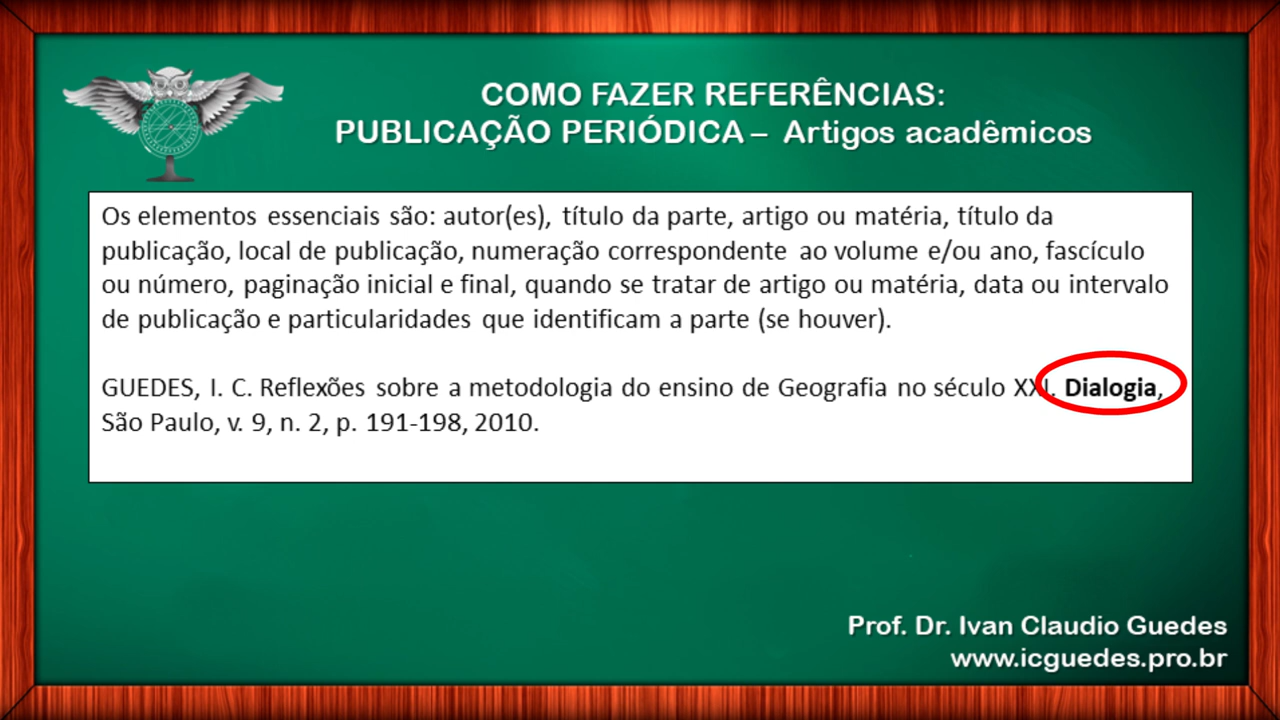 COMO FAZER REFERÊNCIAS:
PUBLICAÇÃO PERIÓDICA – Artigos acadêmicos
Os elementos essenciais são: autor(es), título da parte, artigo ou matéria, título da
publicação, local de publicação, numeração correspondente ao volume e/ou ano, fascículo
ou número, paginação inicial e final, quando se tratar de artigo ou matéria, data ou intervalo
de publicação e particularidades que identificam a parte (se houver).
GUEDES, I. C. Reflexões sobre a metodologia do ensino de Geografia no século XXI. Dialogia,
São Paulo, v. 9, n. 2, p. 191-198, 2010.
Prof. Dr. Ivan Claudio Guedes
www.icguedes.pro.br